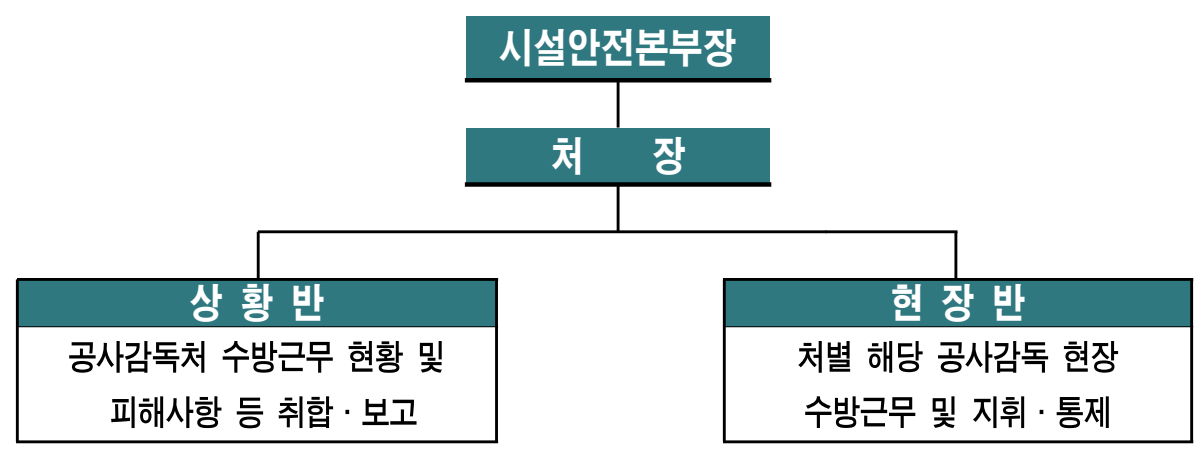 시설안전본부장
처 장
상 황 반
공사감독처 수방근무 현황 및
피해사항 등 취합·보고
현 장 반
처별 해당 공사감독 현장
수방근무 및 지휘·통제